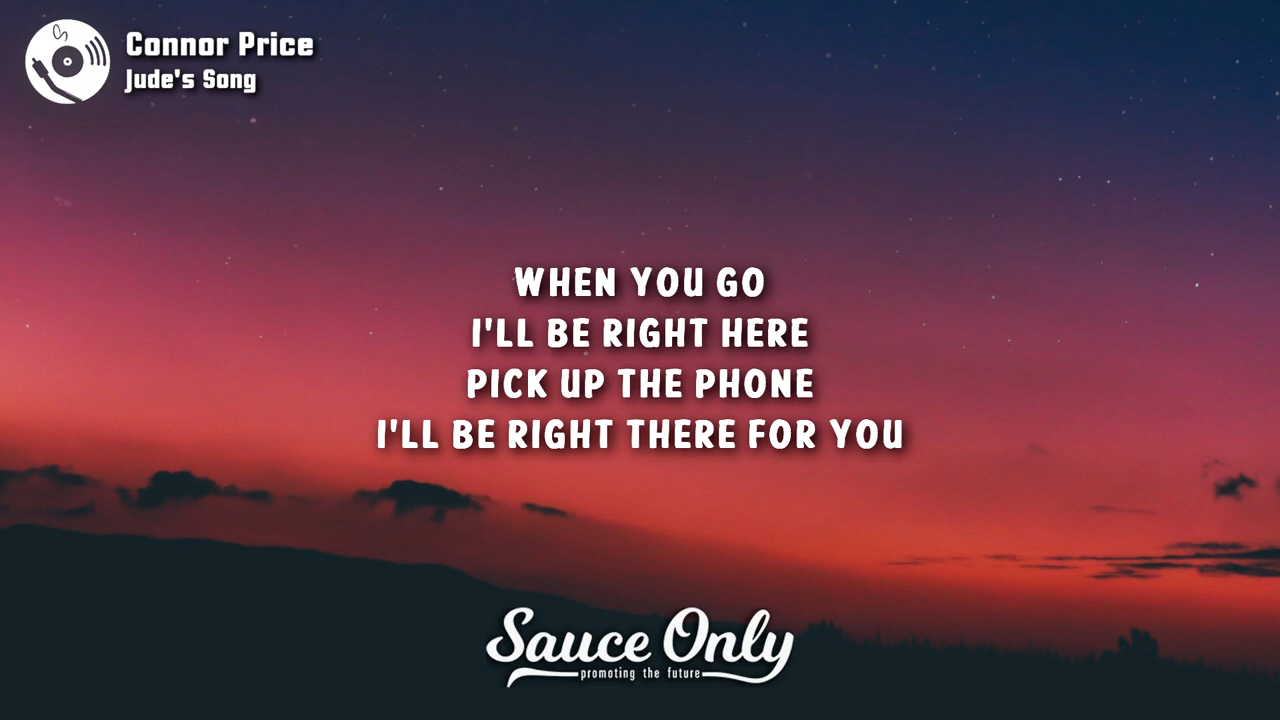 Connor Price
Jude's Song
WHEN YOU GO
I'LL BE RIGHT HERE
PICK UP THE PHONE
I'LL BE RIGHT THERE FOR YOU
Sauce Only
promoting the future